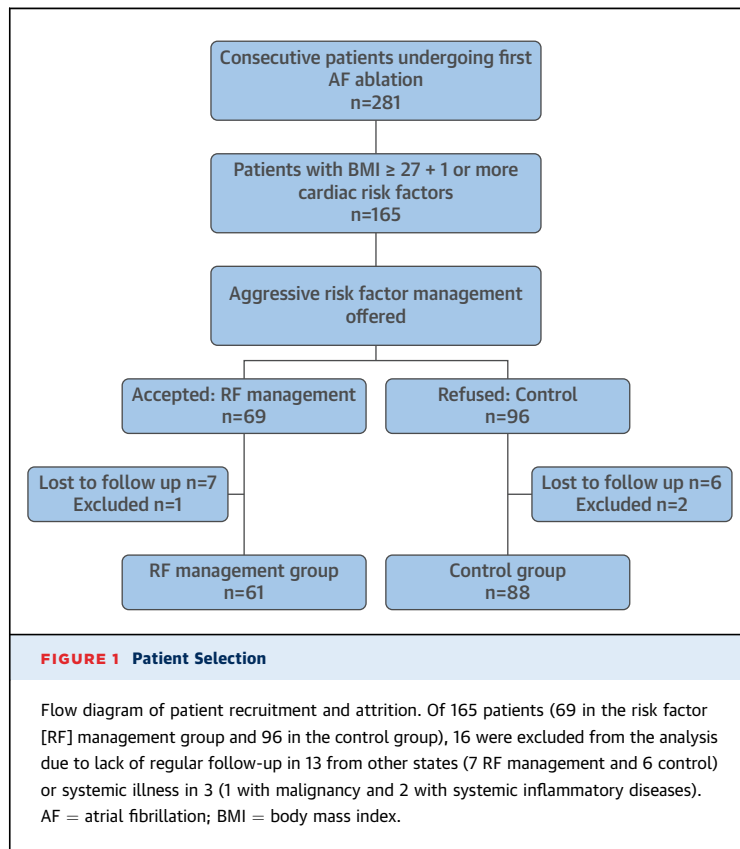 Consecutive patients undergoing first
AF ablation
n=281
Patients with BMI ≥ 27 + 1 or more
cardiac risk factors
n=165
Aggressive risk factor management
offered
Accepted: RF management
n=69
Refused: Control
n=96
Lost to follow up n=7
Excluded n=1
Lost to follow up n=6
Excluded n=2
RF management group
n=61
Control group
n=88
FIGURE 1 Patient Selection
Flow diagram of patient recruitment and attrition. Of 165 patients (69 in the risk factor
[RF] management group and 96 in the control group), 16 were excluded from the analysis
due to lack of regular follow-up in 13 from other states (7 RF management and 6 control)
or systemic illness in 3 (1 with malignancy and 2 with systemic inflammatory diseases).
AF = atrial fibrillation; BMI = body mass index.